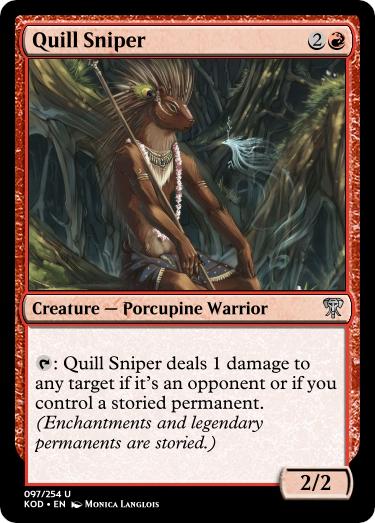 Quill Sniper 2
Creature — Porcupine Warrior
: Quill Sniper deals 1 damage to
any target if it's an opponent or if you
control a storied permanent.
(Enchantments and legendary
permanents are storied.)
2/2
097/254 U
KOD • EN Monica Langlois